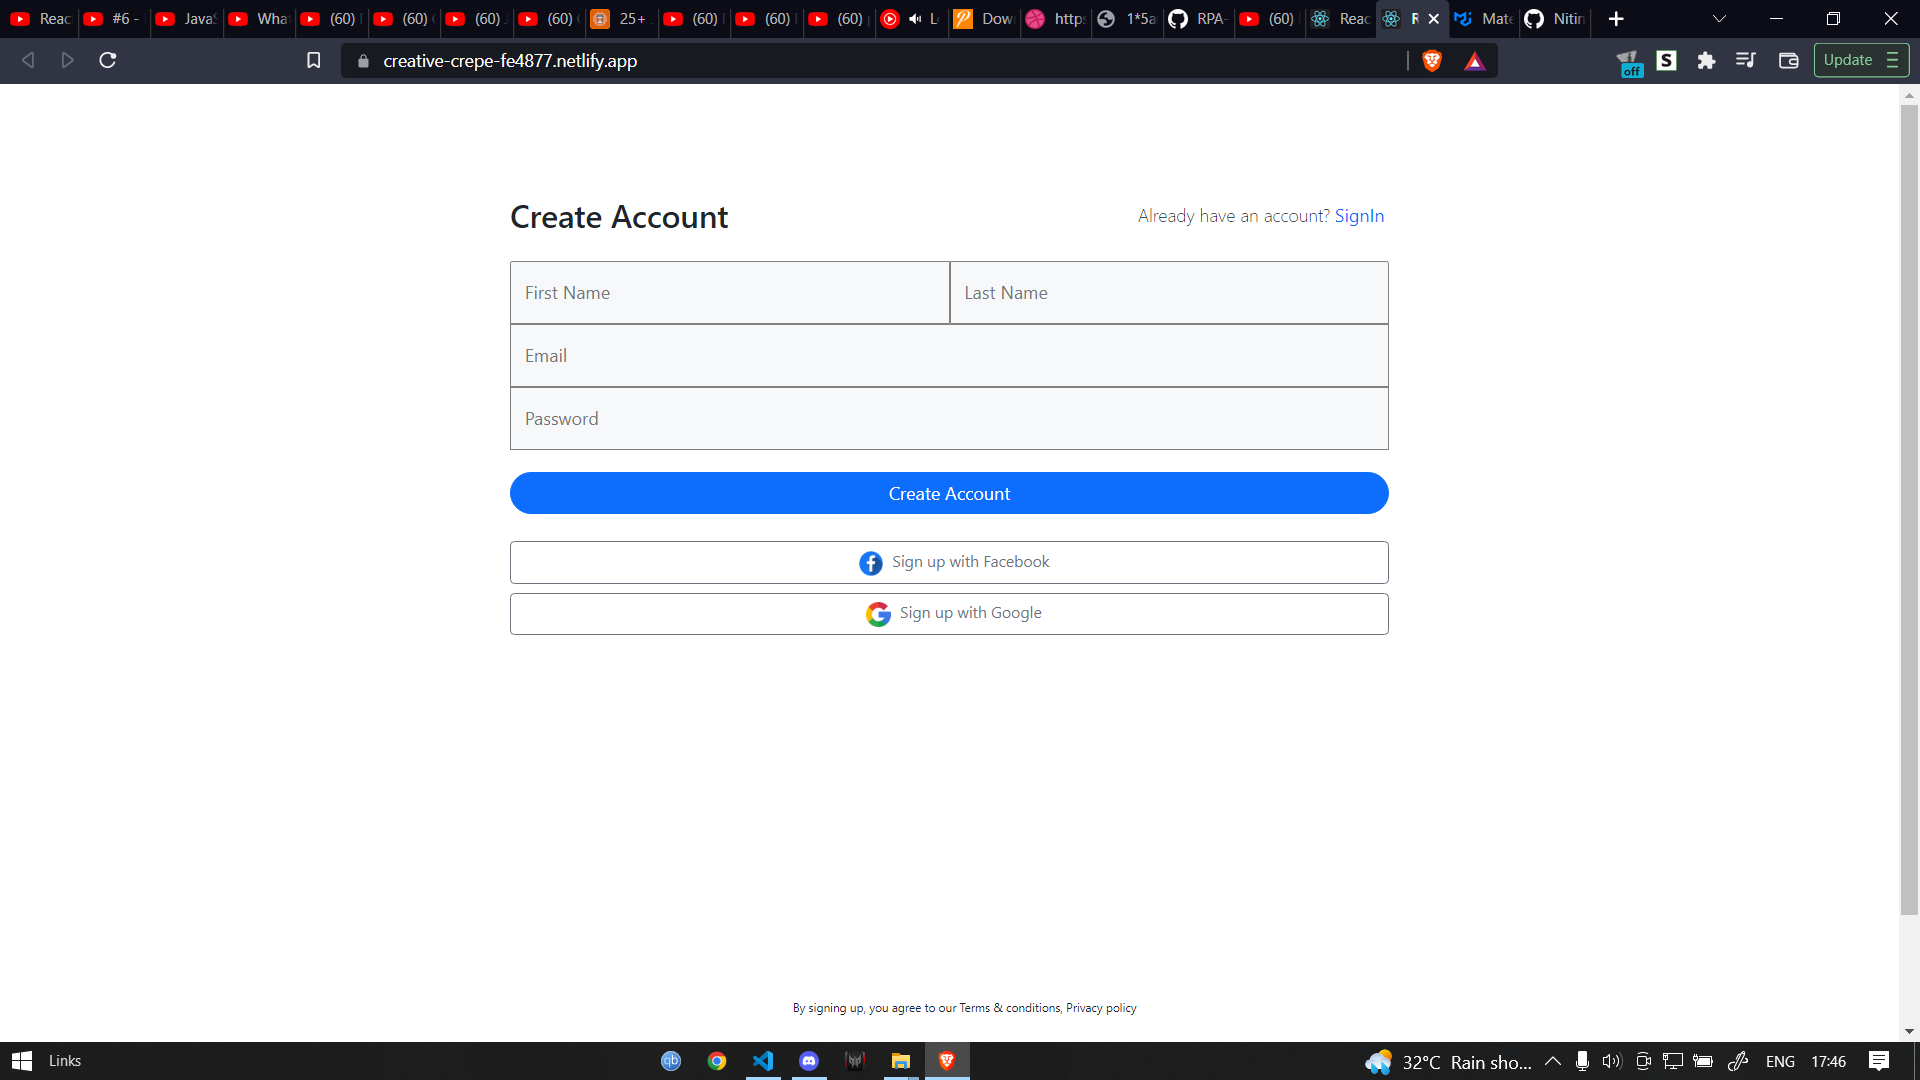 Reac #6 - JavaS What (60) (60) (60) (60) 25+ (60) (60) (60) Dow https 1*5a RPA- (60) Reac R Mate Nitin
creative-crepe-fe4877.netlify.app off S Update
Create Account Already have an account? SignIn
First Name Last Name
Email
Password
Create Account
Sign up with Facebook
Sign up with Google
By signing up, you agree to our Terms & conditions, Privacy policy
Links qb 32°C Rain sho... ENG 17:46